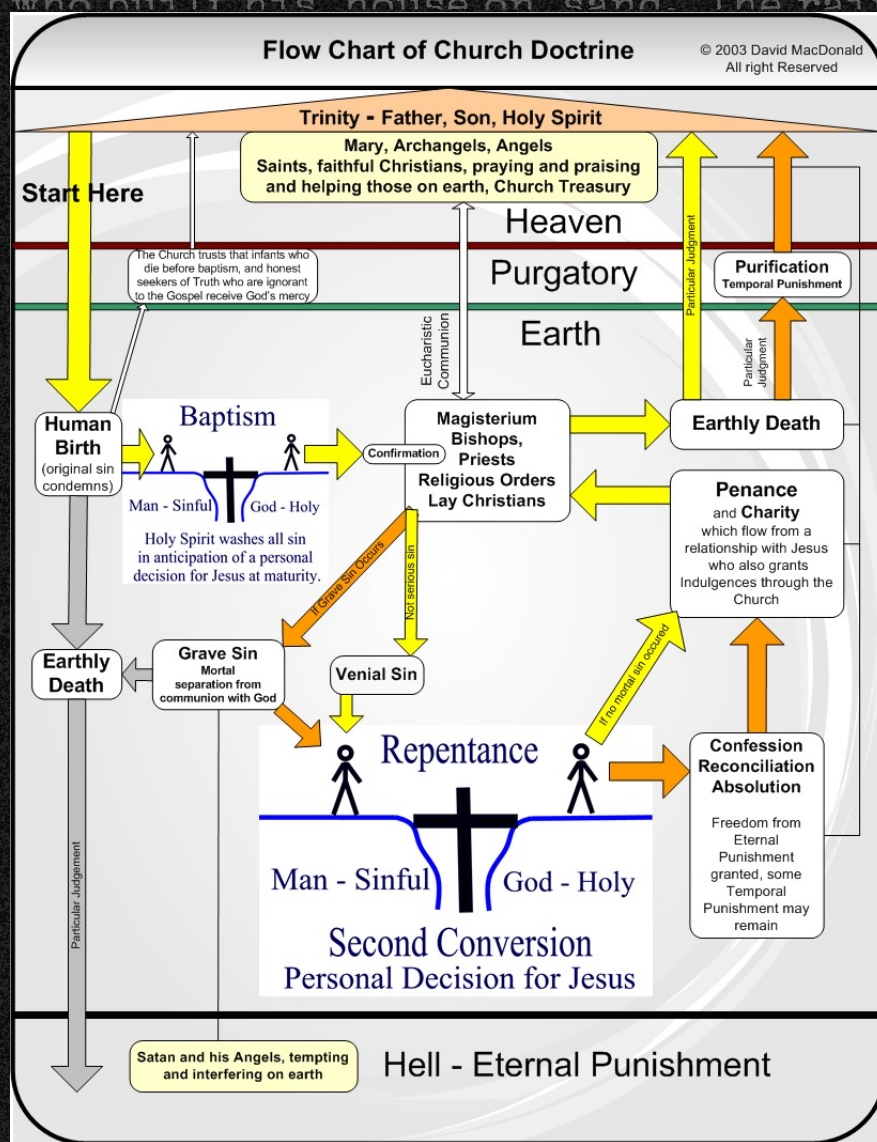 who built his house on sand. The rai
Flow Chart of Church Doctrine
© 2003 David MacDonald
All right Reserved
Trinity - Father, Son, Holy Spirit
Mary, Archangels, Angels
Saints, faithful Christians, praying and praising
and helping those on earth, Church Treasury
Start Here
Heaven
The Church trusts that infants who
die before baptism, and honest
seekers of Truth who are ignorant
to the Gospel receive God's mercy
Purgatory
Particular Judgment
Purification
Temporal Punishment
Earth
Eucharistic
Communion
Particular
Judgment
Human
Birth
(original sin
condemns)
Baptism
Man - Sinful
God - Holy
Holy Spirit washes all sin
in anticipation of a personal
decision for Jesus at maturity.
Confirmation
Magisterium
Bishops,
Priests
Religious Orders
Lay Christians
Earthly Death
Penance
and Charity
which flow from a
relationship with Jesus
who also grants
Indulgences through the
Church
If Grave Sin Occurs
Not serious sin
Earthly
Death
Grave Sin
Mortal
separation from
communion with God
Venial Sin
If no mortal sin occured
Repentance
Man - Sinful
God - Holy
Second Conversion
Personal Decision for Jesus
Confession
Reconciliation
Absolution
Freedom from
Eternal
Punishment
granted, some
Temporal
Punishment may
remain
Particular Judgement
Satan and his Angels, tempting
and interfering on earth
Hell - Eternal Punishment